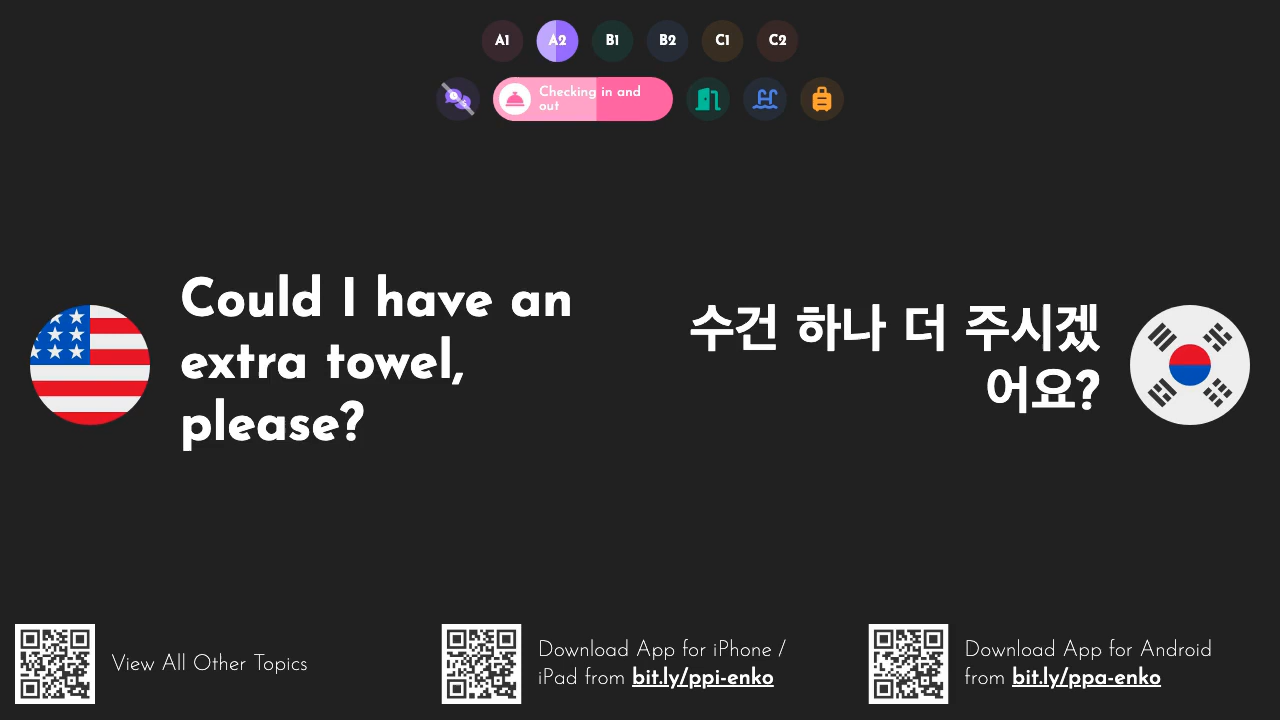 A1 A2 B1 B2 C1 C2
Checking in and
out
Could I have an
extra towel,
please?
수건 하나 더 주시겠
어요?
View All Other Topics
Download App for iPhone /
iPad from bit.ly/ppi-enko
Download App for Android
from bit.ly/ppa-enko